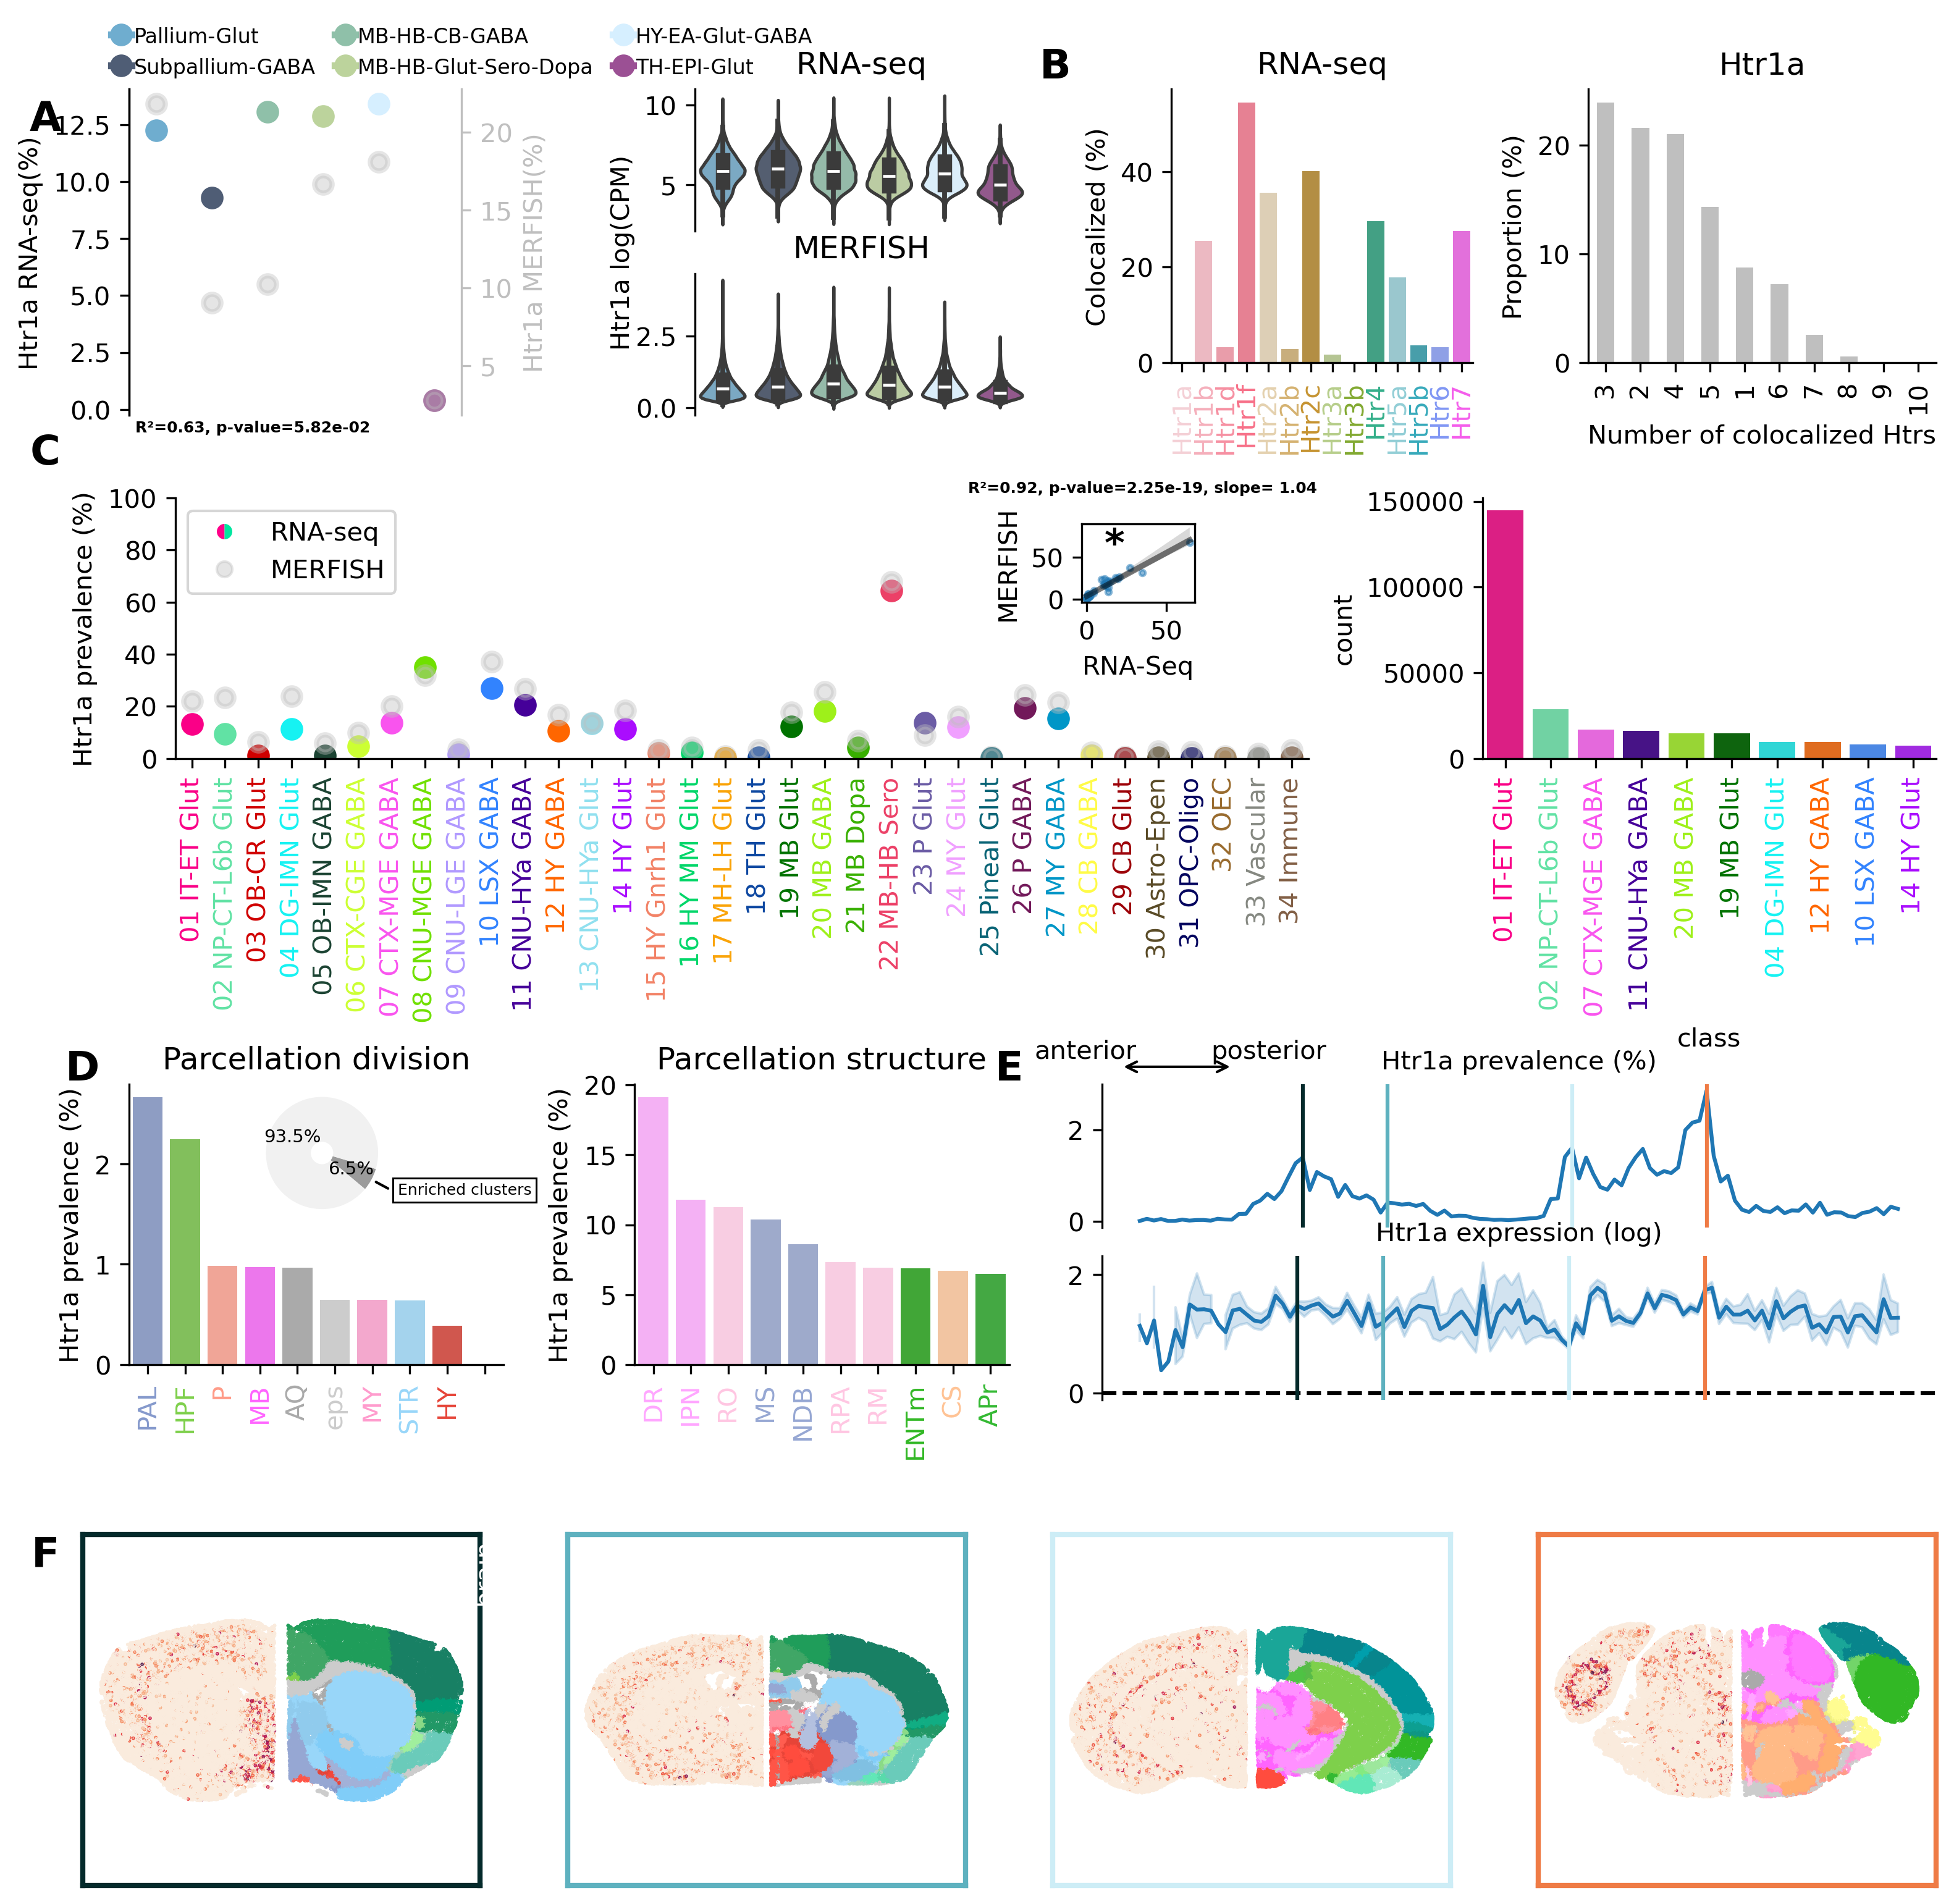 Pallium-Glut
MB-HB-CB-GABA
HY-EA-Glut-GABA
Subpallium-GABA
MB-HB-Glut-Sero-Dopa
TH-EPI-Glut
A
Htr1a RNA-seq(%)
12.5
10.0
7.5
5.0
2.5
0.0
20
15
10
5
Htr1a MERFISH(%)
R²=0.63, p-value=5.82e-02
RNA-seq
10
5
Htr1a log(CPM)
MERFISH
2.5
0.0
B
RNA-seq
Colocalized (%)
40
20
0
Htr1a
Htr1b
Htr1d
Htr1f
Htr2a
Htr2b
Htr2c
Htr3a
Htr3b
Htr4
Htr5a
Htr5b
Htr6
Htr7
Htr1a
Proportion (%)
20
10
0
3
2
4
5
1
6
7
8
9
10
Number of colocalized Htrs
C
Htr1a prevalence (%)
100
80
60
40
20
0
RNA-seq
MERFISH
R²=0.92, p-value=2.25e-19, slope= 1.04
MERFISH
50
0
*
0
50
RNA-Seq
01 IT-ET Glut
02 NP-CT-L6b Glut
03 OB-CR Glut
04 DG-IMN Glut
05 OB-IMN GABA
06 CTX-CGE GABA
07 CTX-MGE GABA
08 CNU-MGE GABA
09 CNU-LGE GABA
10 LSX GABA
11 CNU-HYa GABA
12 HY GABA
13 CNU-HYa Glut
14 HY Glut
15 HY Gnrh1 Glut
16 HY MM Glut
17 MH-LH Glut
18 TH Glut
19 MB Glut
20 MB GABA
21 MB Dopa
22 MB-HB Sero
23 P Glut
24 MY Glut
25 Pineal Glut
26 P GABA
27 MY GABA
28 CB GABA
29 CB Glut
30 Astro-Epen
31 OPC-Oligo
32 OEC
33 Vascular
34 Immune
count
150000
100000
50000
0
01 IT-ET Glut
02 NP-CT-L6b Glut
07 CTX-MGE GABA
11 CNU-HYa GABA
20 MB GABA
19 MB Glut
04 DG-IMN Glut
12 HY GABA
10 LSX GABA
14 HY Glut
class
D
Parcellation division
Htr1a prevalence (%)
2
1
0
93.5%
6.5%
Enriched clusters
PAL
HPF
P
MB
AQ
eps
MY
STR
HY
Parcellation structure
Htr1a prevalence (%)
20
15
10
5
0
DR
IPN
RO
MS
NDB
RPA
RM
ENTm
CS
APr
E
anterior
posterior
Htr1a prevalence (%)
2
0
Htr1a expression (log)
2
0
F